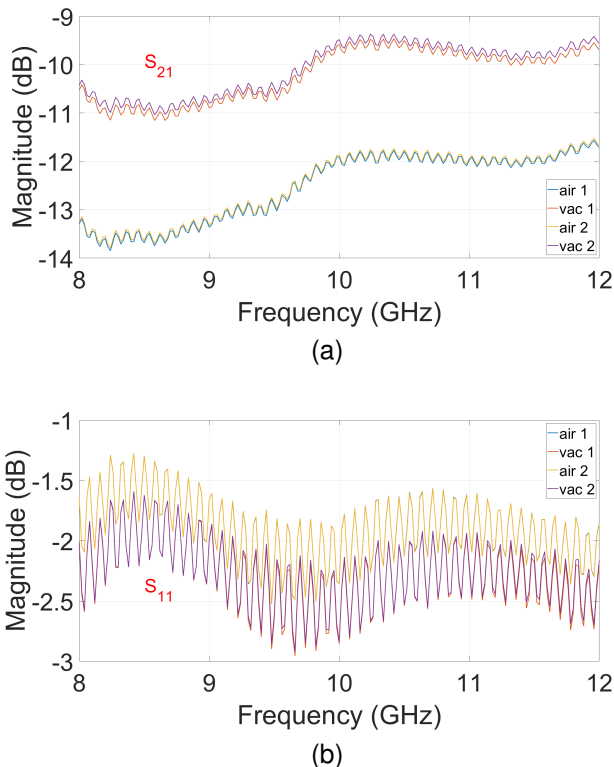 -9
-10
-11
-12
-13
-14
Magnitude (dB)
S21
air 1
vac 1
air 2
vac 2
8
9
10
11
12
Frequency (GHz)
(a)
-1
-1.5
-2
-2.5
-3
Magnitude (dB)
S11
air 1
vac 1
air 2
vac 2
8
9
10
11
12
Frequency (GHz)
(b)